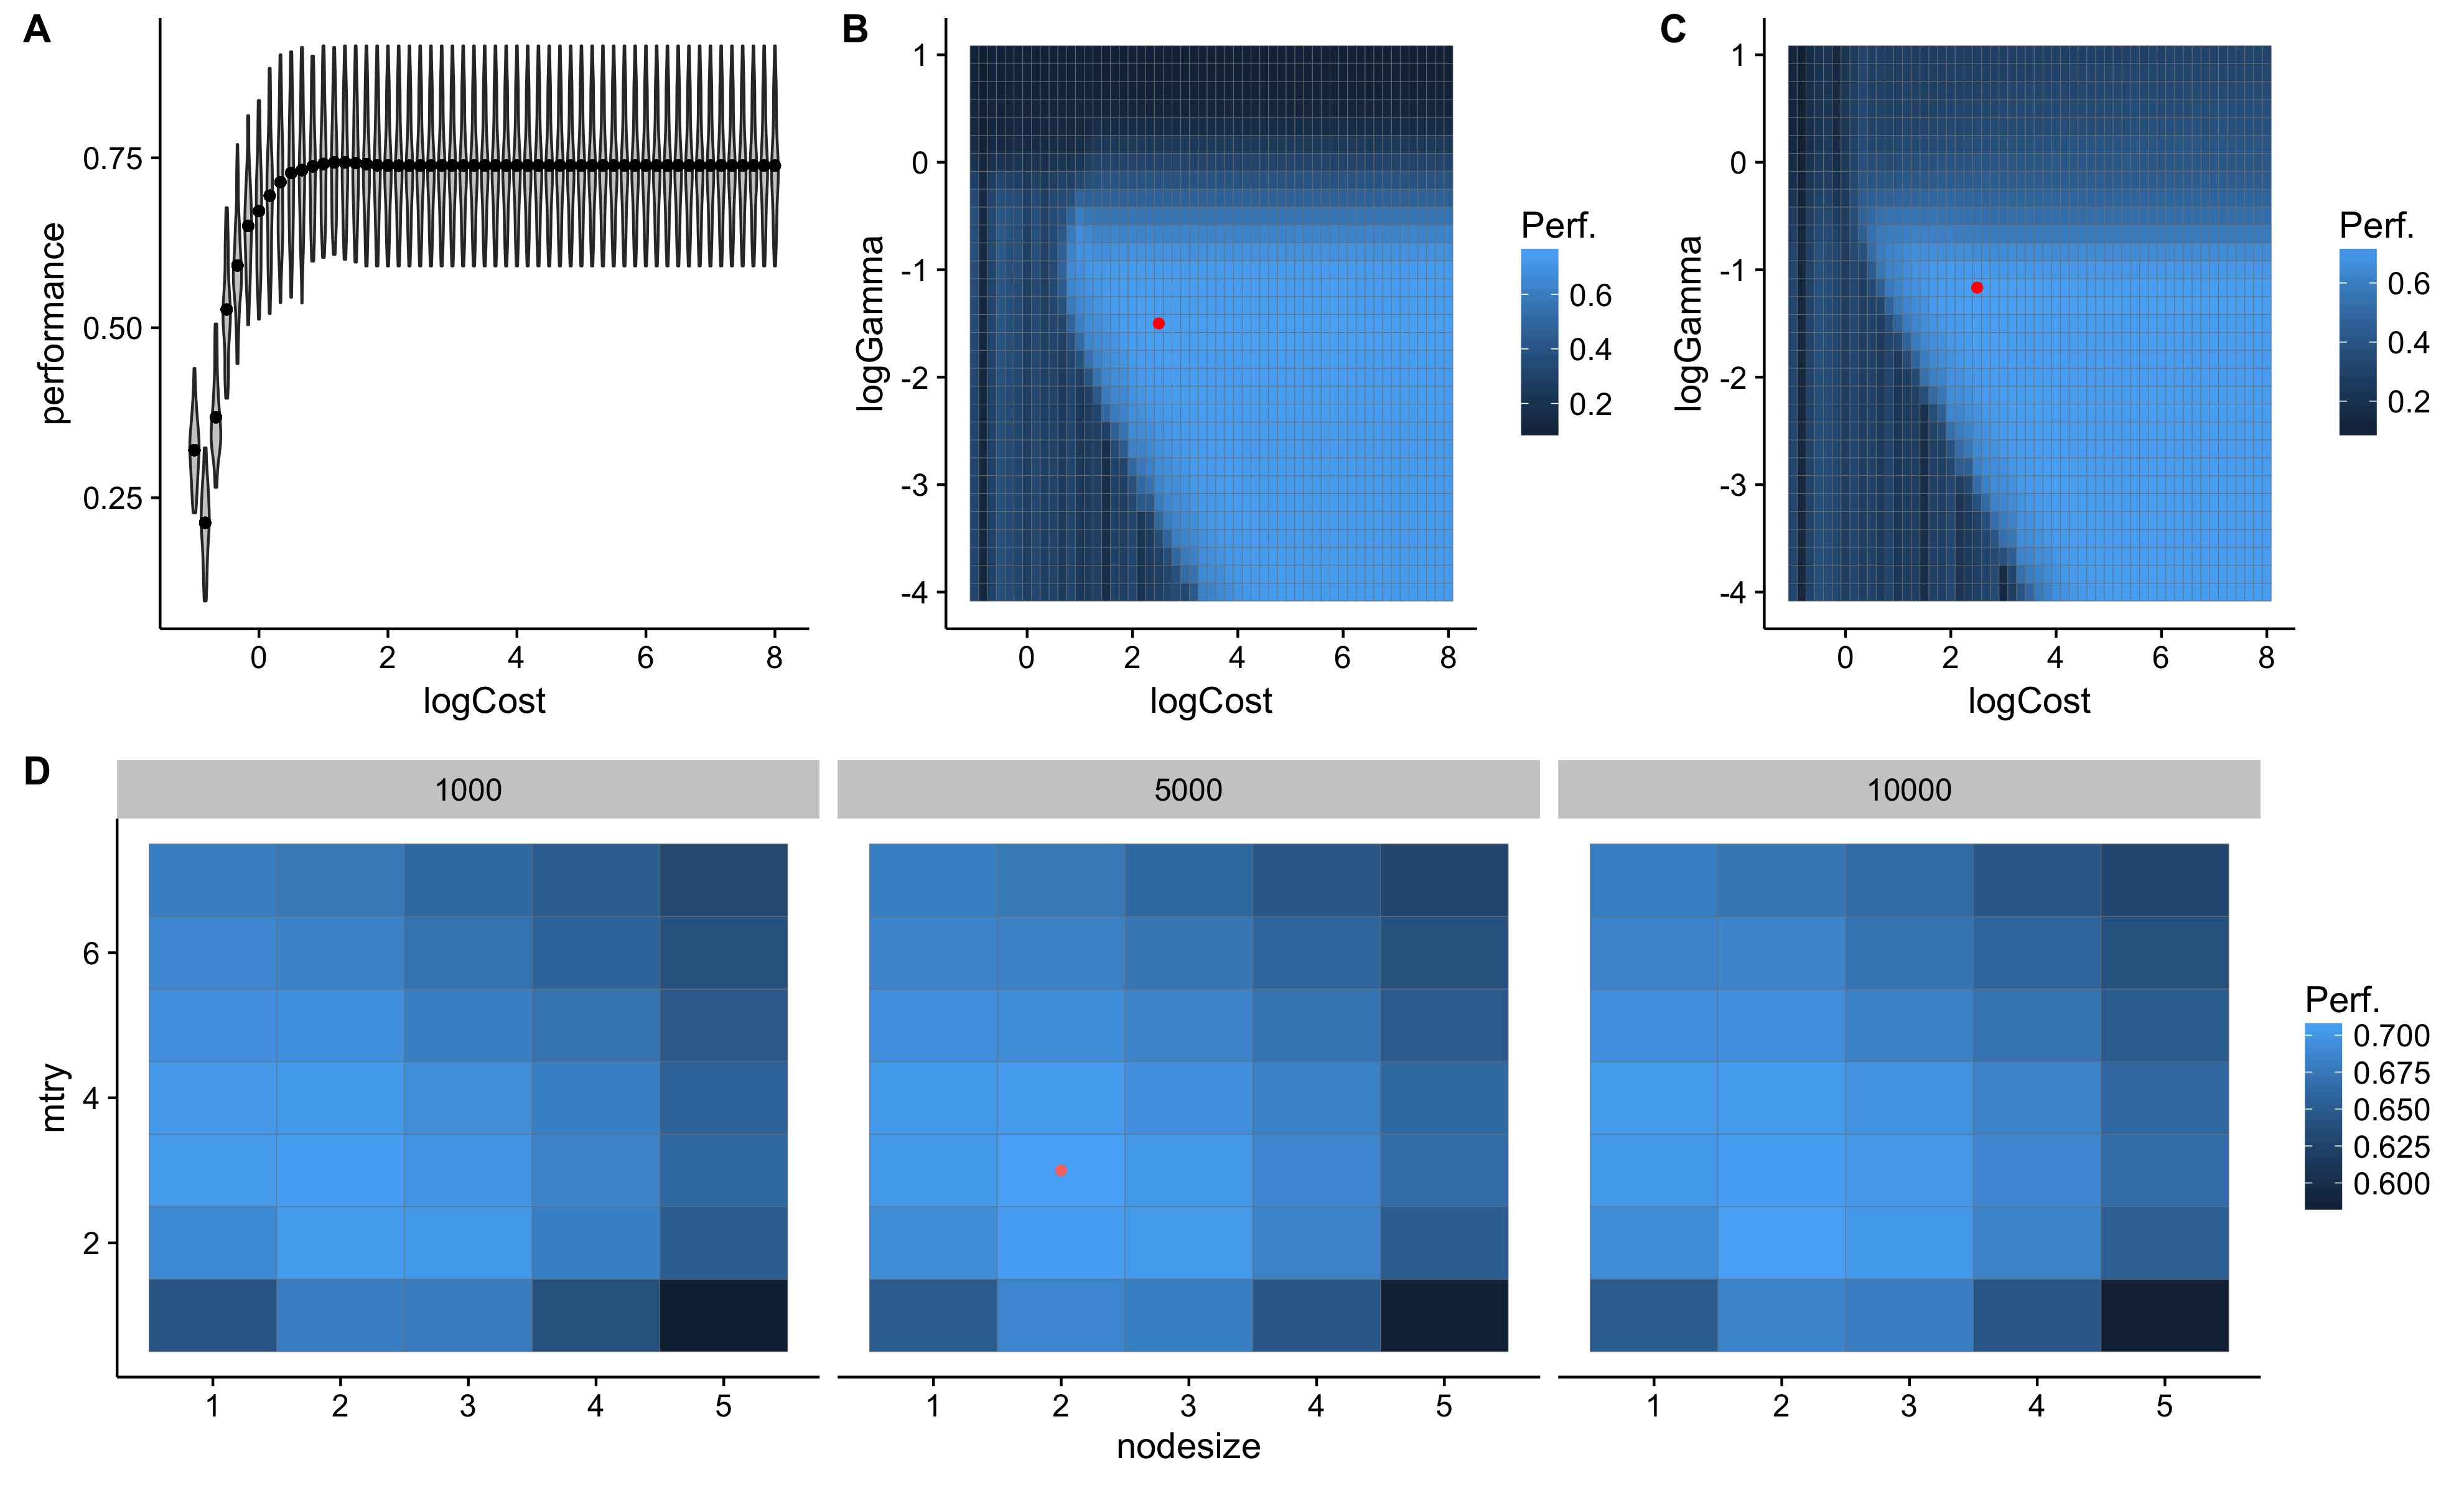 A
performance
0.75
0.50
0.25
0 2 4 6 8
logCost
B
logGamma
1
0
-1
-2
-3
-4
0 2 4 6 8
logCost
Perf.
0.6
0.4
0.2
C
logGamma
1
0
-1
-2
-3
-4
0 2 4 6 8
logCost
Perf.
0.6
0.4
0.2
D
1000 5000 10000
mtry
6
4
2
1 2 3 4 5 1 2 3 4 5 1 2 3 4 5
nodesize
Perf.
0.700
0.675
0.650
0.625
0.600